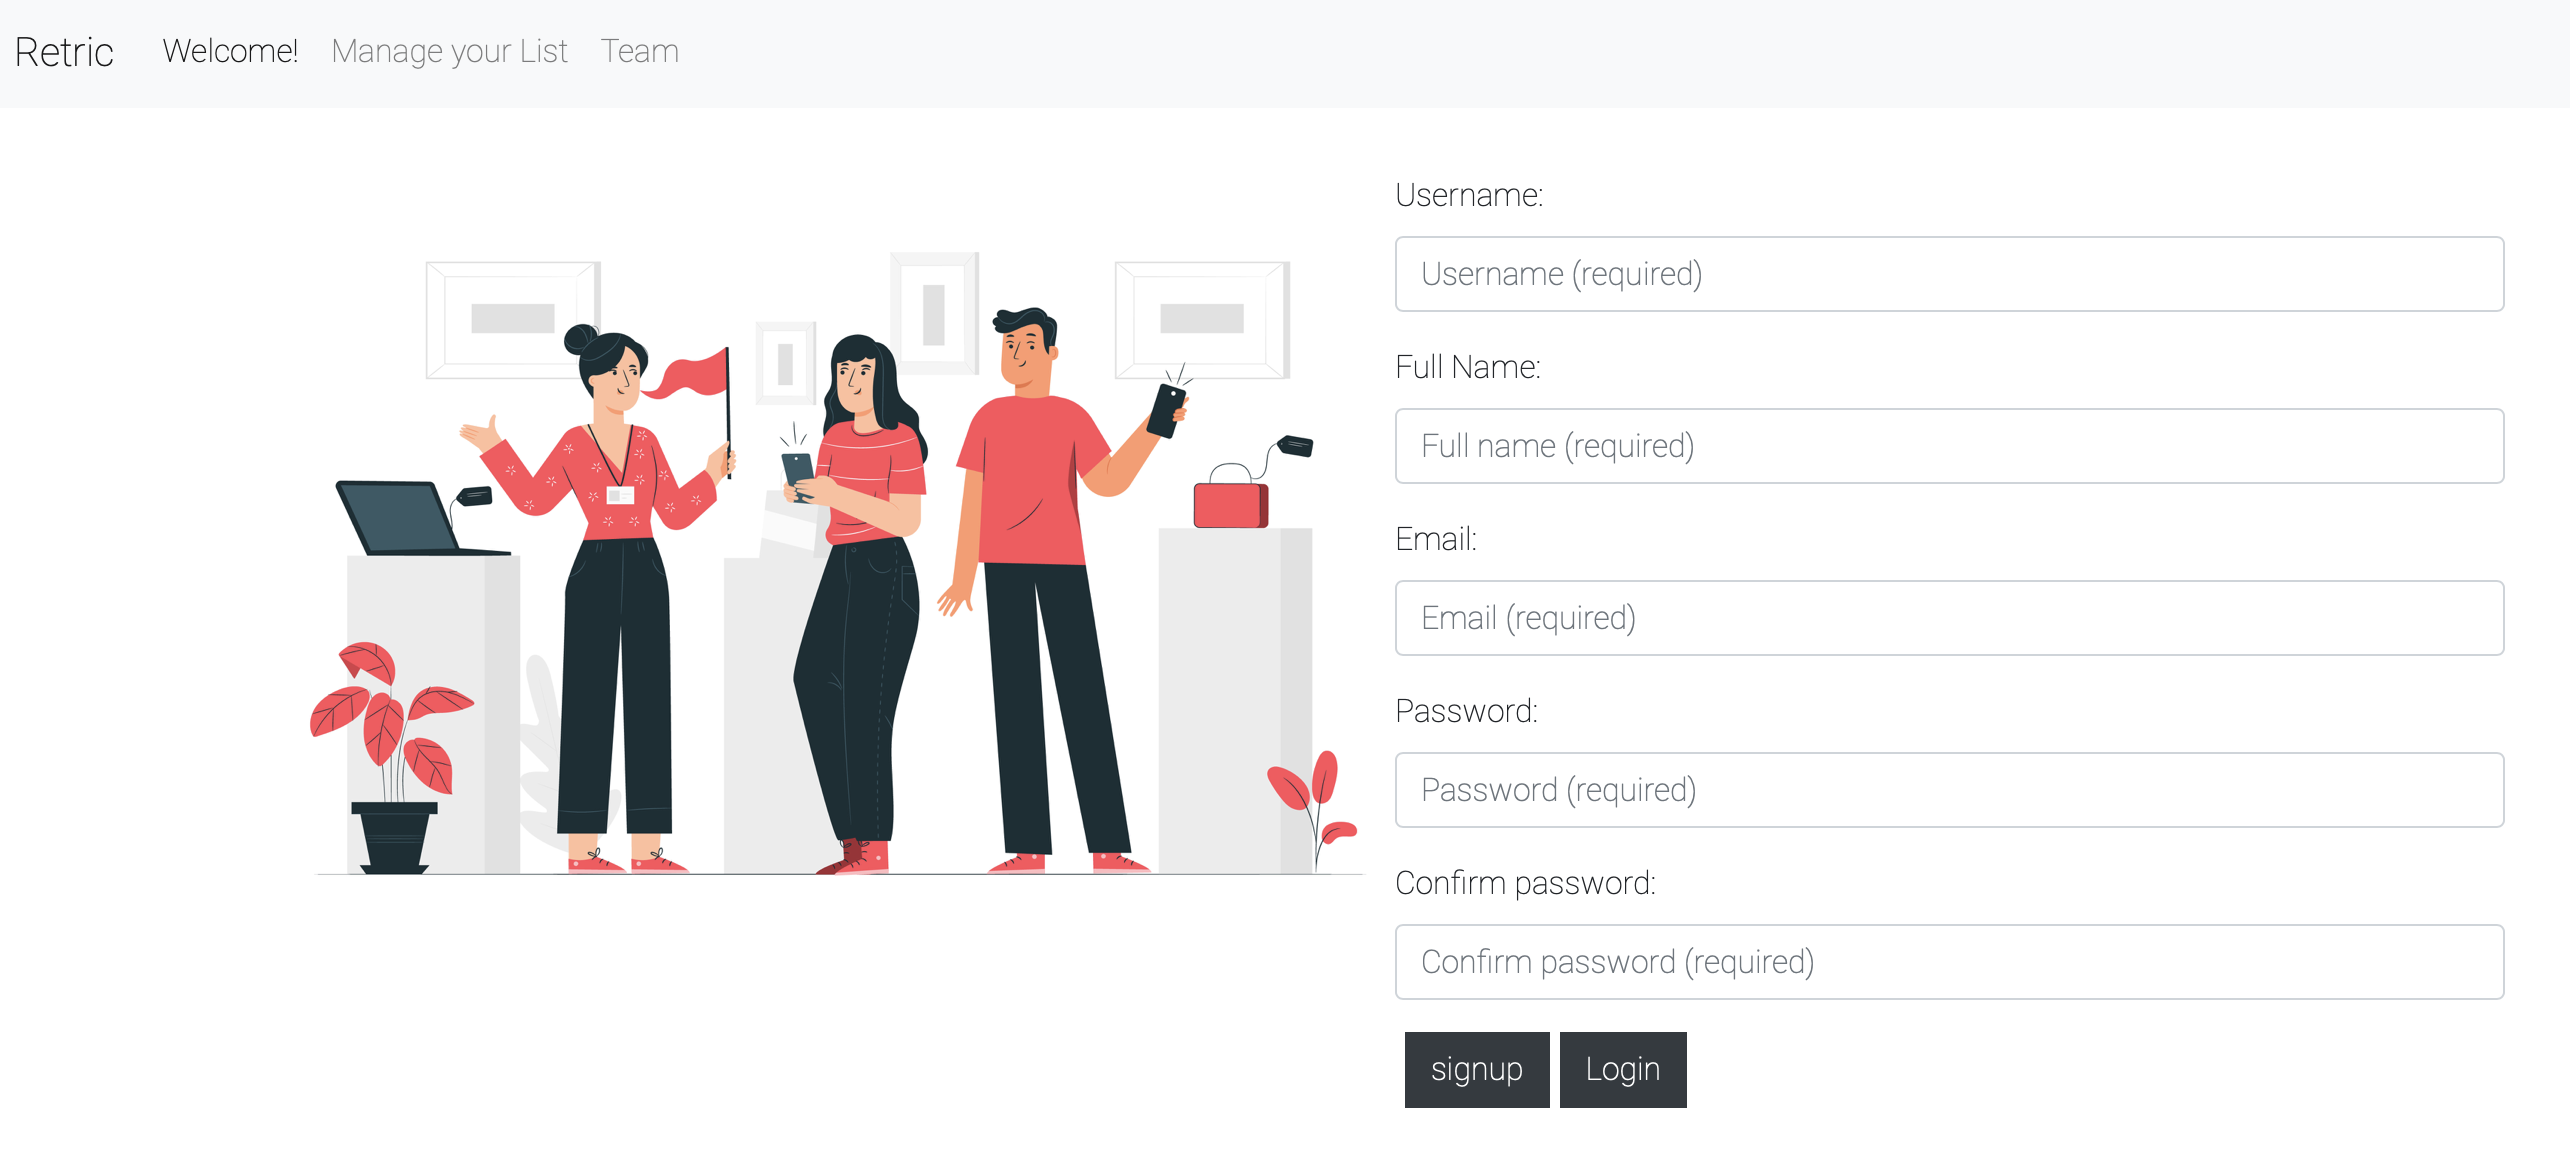 Retric Welcome! Manage your List Team
Username:
Username (required)
Full Name:
Full name (required)
Email:
Email (required)
Password:
Password (required)
Confirm password:
Confirm password (required)
signup Login